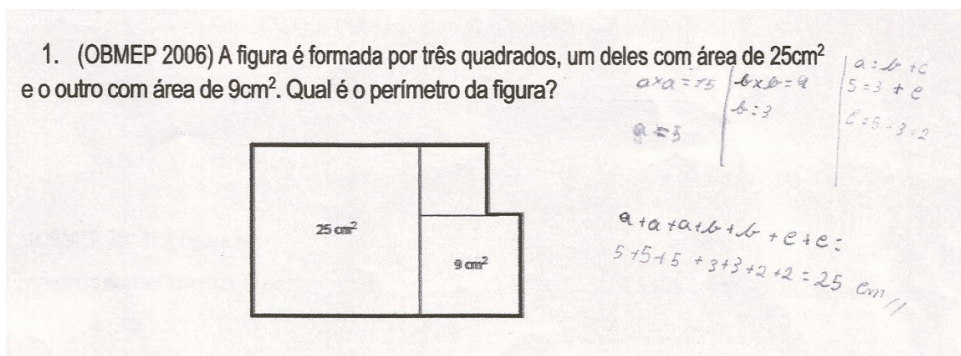 1. (OBMEP 2006) A figura é formada por três quadrados, um deles com área de 25cm²
e o outro com área de 9cm². Qual é o perímetro da figura?
a×a = 25
a = 5
b×b = 9
b = 3
a = b + c
5 = 3 + c
c = 5 - 3 = 2
25 cm²
9 cm²
a + a + a + b + b + c + c =
5 + 5 + 5 + 3 + 3 + 2 + 2 = 25 cm //